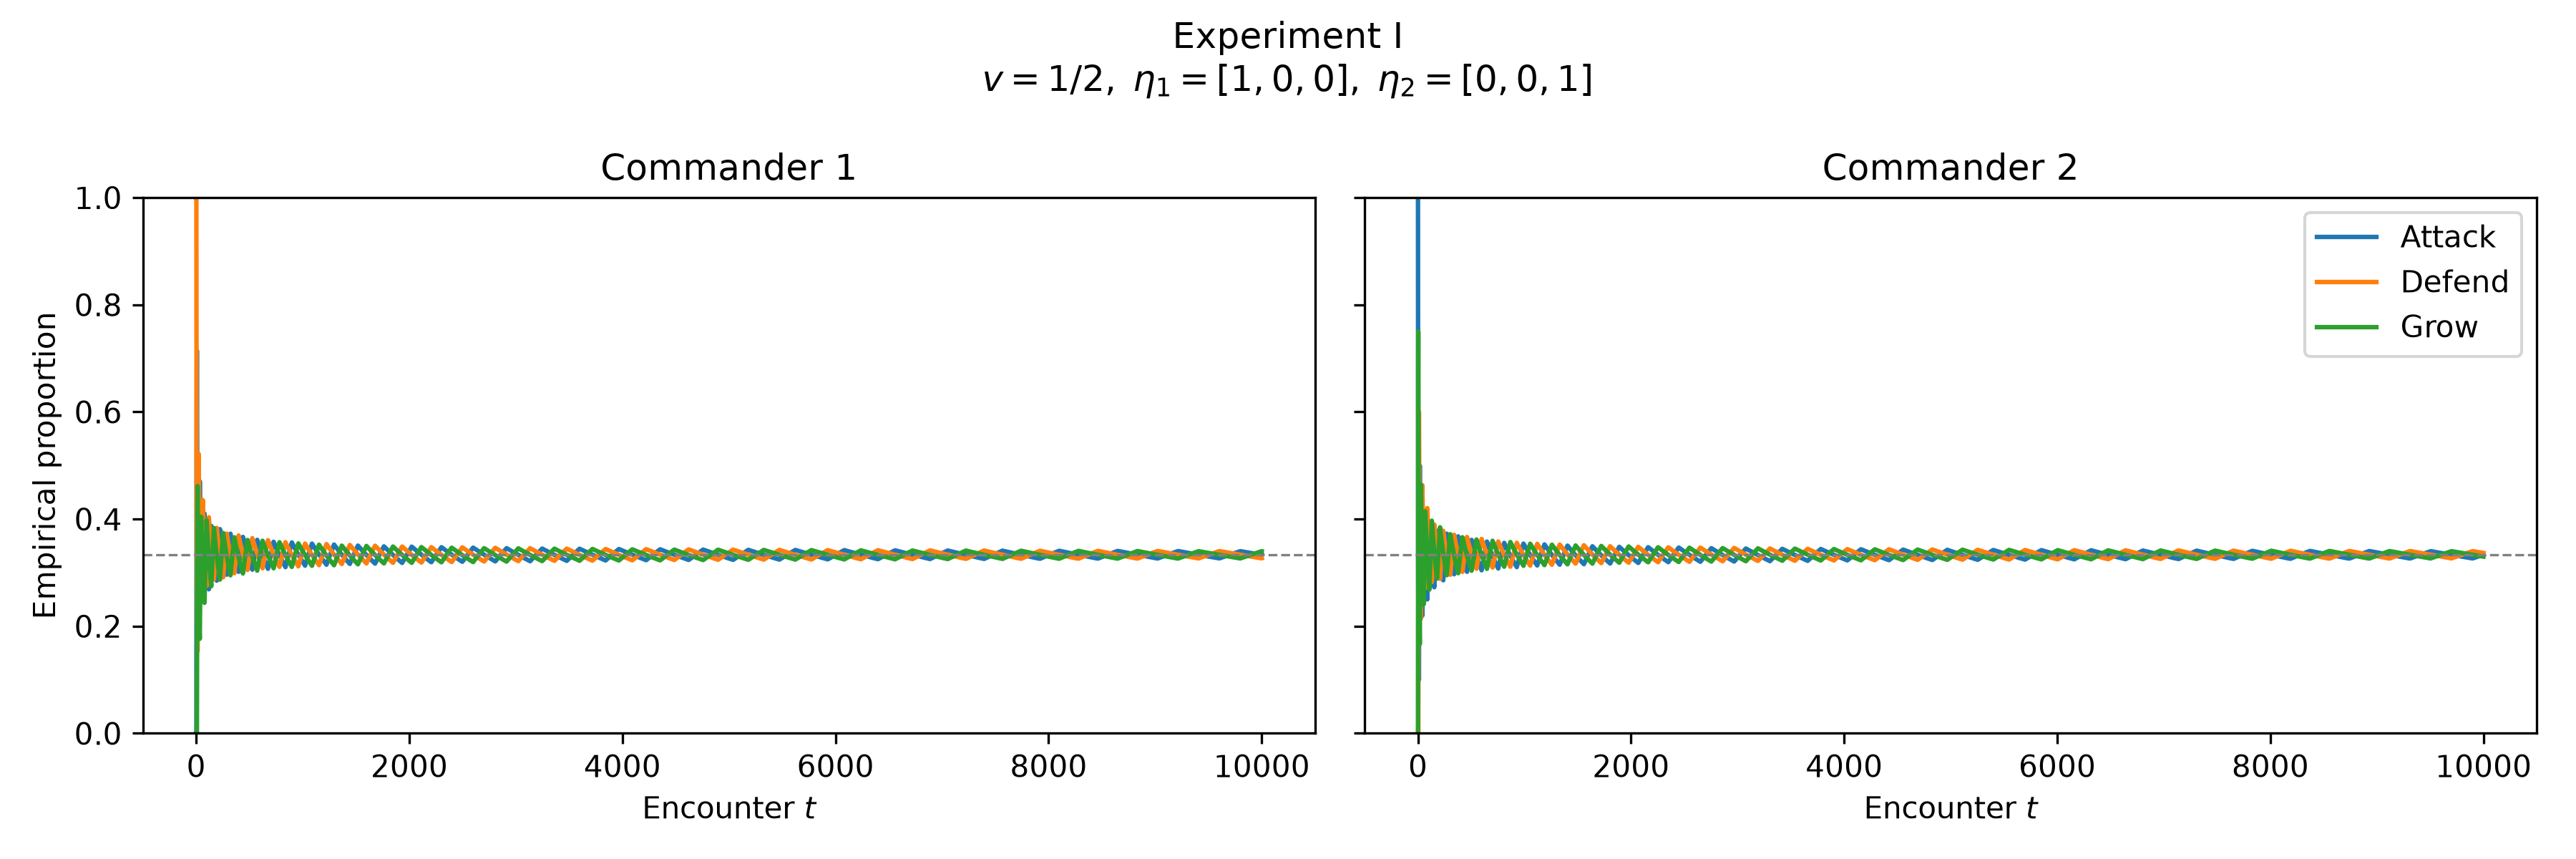 Experiment I
v = 1/2, η₁ = [1, 0, 0], η₂ = [0, 0, 1]
Commander 1
Commander 2
1.0
0.8
0.6
0.4
0.2
0.0
Empirical proportion
0 2000 4000 6000 8000 10000
Encounter t
Attack
Defend
Grow
0 2000 4000 6000 8000 10000
Encounter t